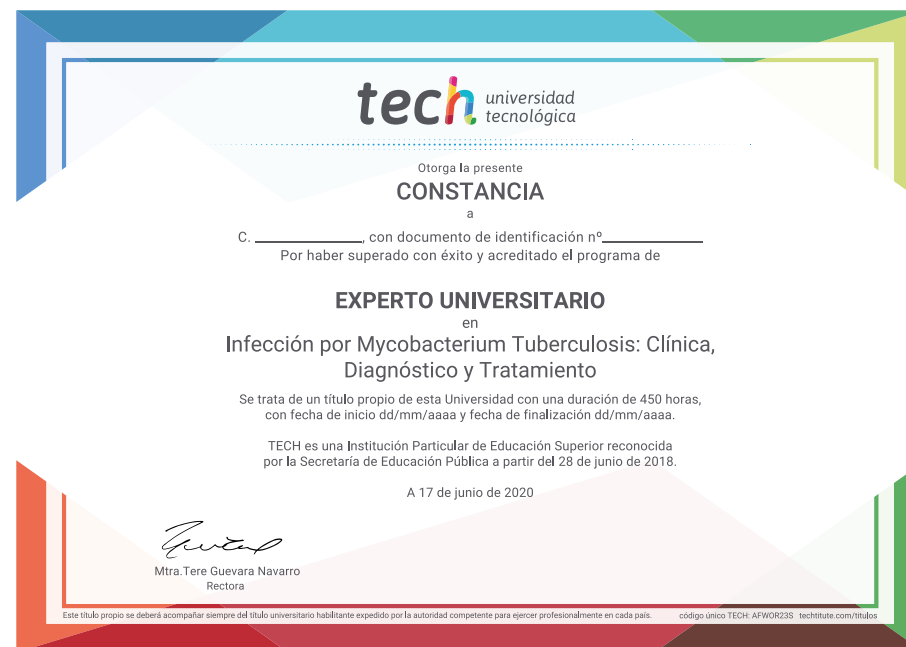 tech universidad
tecnológica
Otorga la presente
CONSTANCIA
a
C. ____________, con documento de identificación nº____________
Por haber superado con éxito y acreditado el programa de
EXPERTO UNIVERSITARIO
en
Infección por Mycobacterium Tuberculosis: Clínica,
Diagnóstico y Tratamiento
Se trata de un título propio de esta Universidad con una duración de 450 horas,
con fecha de inicio dd/mm/aaaa y fecha de finalización dd/mm/aaaa.
TECH es una Institución Particular de Educación Superior reconocida
por la Secretaría de Educación Pública a partir del 28 de junio de 2018.
A 17 de junio de 2020
Mtra.Tere Guevara Navarro
Rectora
Este título propio se deberá acompañar siempre del título universitario habilitante expedido por la autoridad competente para ejercer profesionalmente en cada país. código único TECH: AFWOR23S techtitute.com/títulos